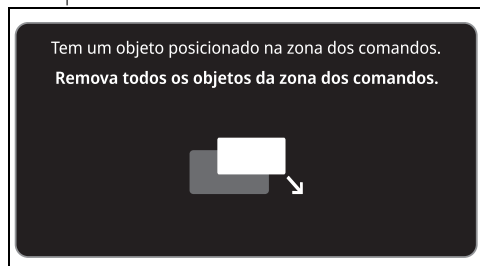 Tem um objeto posicionado na zona dos comandos.
Remova todos os objetos da zona dos comandos.